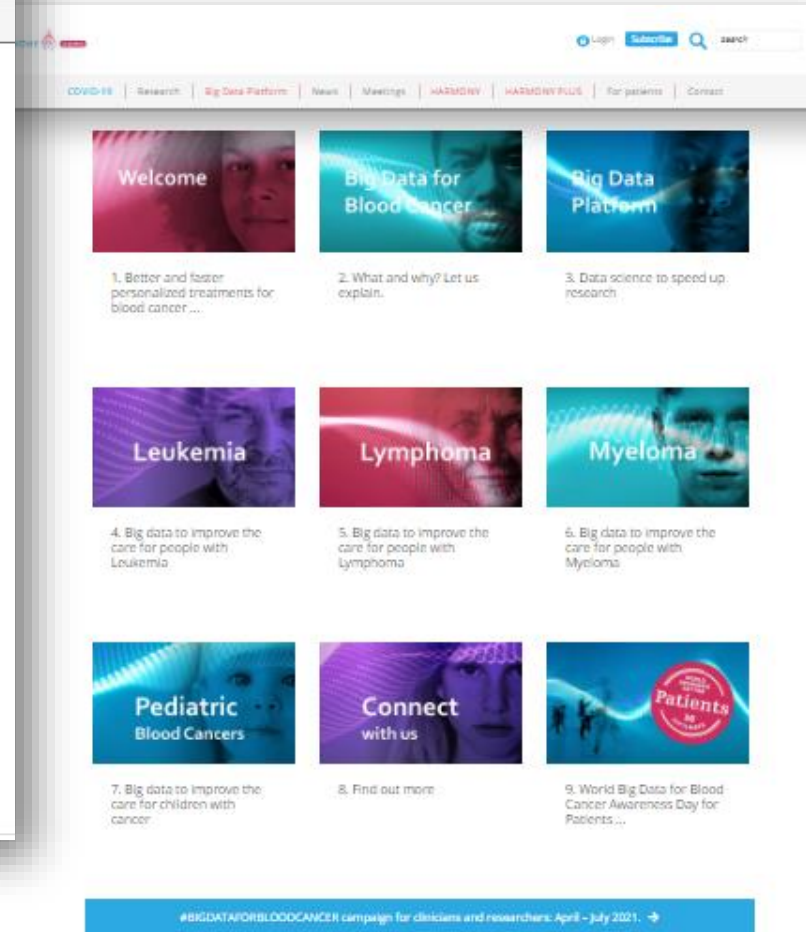 Login Subscribe search
COVID-19 | Research | Big Data Platform | News | Meetings | HARMONY | HARMONY PLUS | For patients | Contact
Welcome
Big Data for
Blood Cancer
Big Data
Platform
1. Better and faster
personalized treatments for
blood cancer ...
2. What and why? Let us
explain.
3. Data science to speed up
research
Leukemia
Lymphoma
Myeloma
4. Big data to improve the
care for people with
Leukemia
5. Big data to improve the
care for people with
Lymphoma
6. Big data to improve the
care for people with
Myeloma
Pediatric
Blood Cancers
Connect
with us
Patients
7. Big data to improve the
care for children with
cancer
8. Find out more
9. World Big Data for Blood
Cancer Awareness Day for
Patients ...
#BIGDATAFORBLOODCANCER campaign for clinicians and researchers: April – July 2021. →